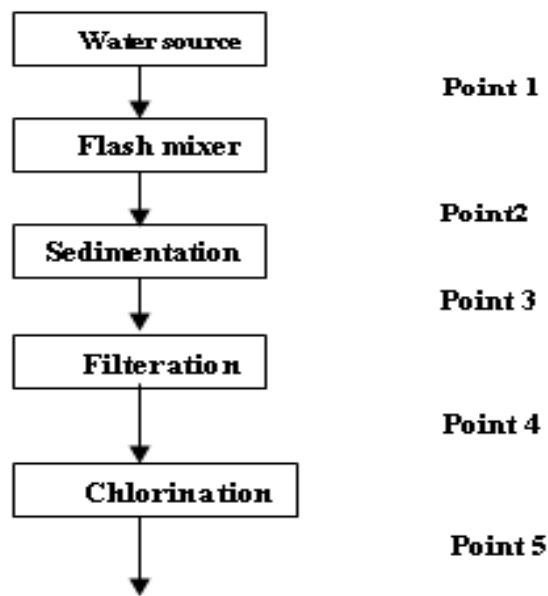 Water source
Point 1
Flash mixer
Point2
Sedimentation
Point 3
Filteration
Point 4
Chlorination
Point 5